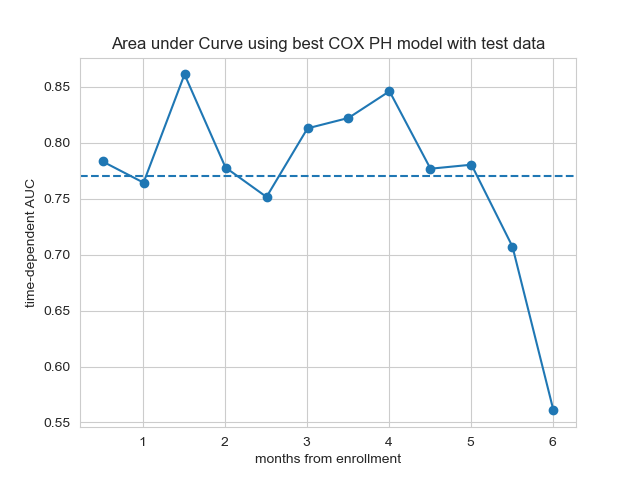 Area under Curve using best COX PH model with test data
time-dependent AUC
0.85
0.80
0.75
0.70
0.65
0.60
0.55
1 2 3 4 5 6
months from enrollment